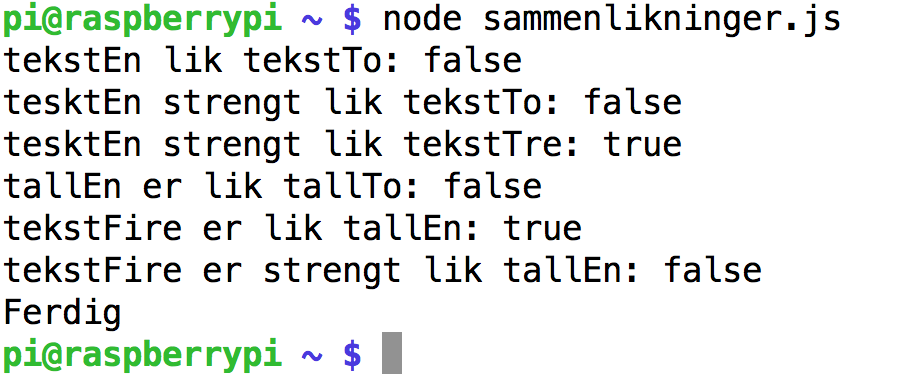 pi@raspberrypi ~ $ node sammenlikninger.js
tekstEn lik tekstTo: false
tesktEn strengt lik tekstTo: false
tesktEn strengt lik tekstTre: true
tallEn er lik tallTo: false
tekstFire er lik tallEn: true
tekstFire er strengt lik tallEn: false
Ferdig
pi@raspberrypi ~ $